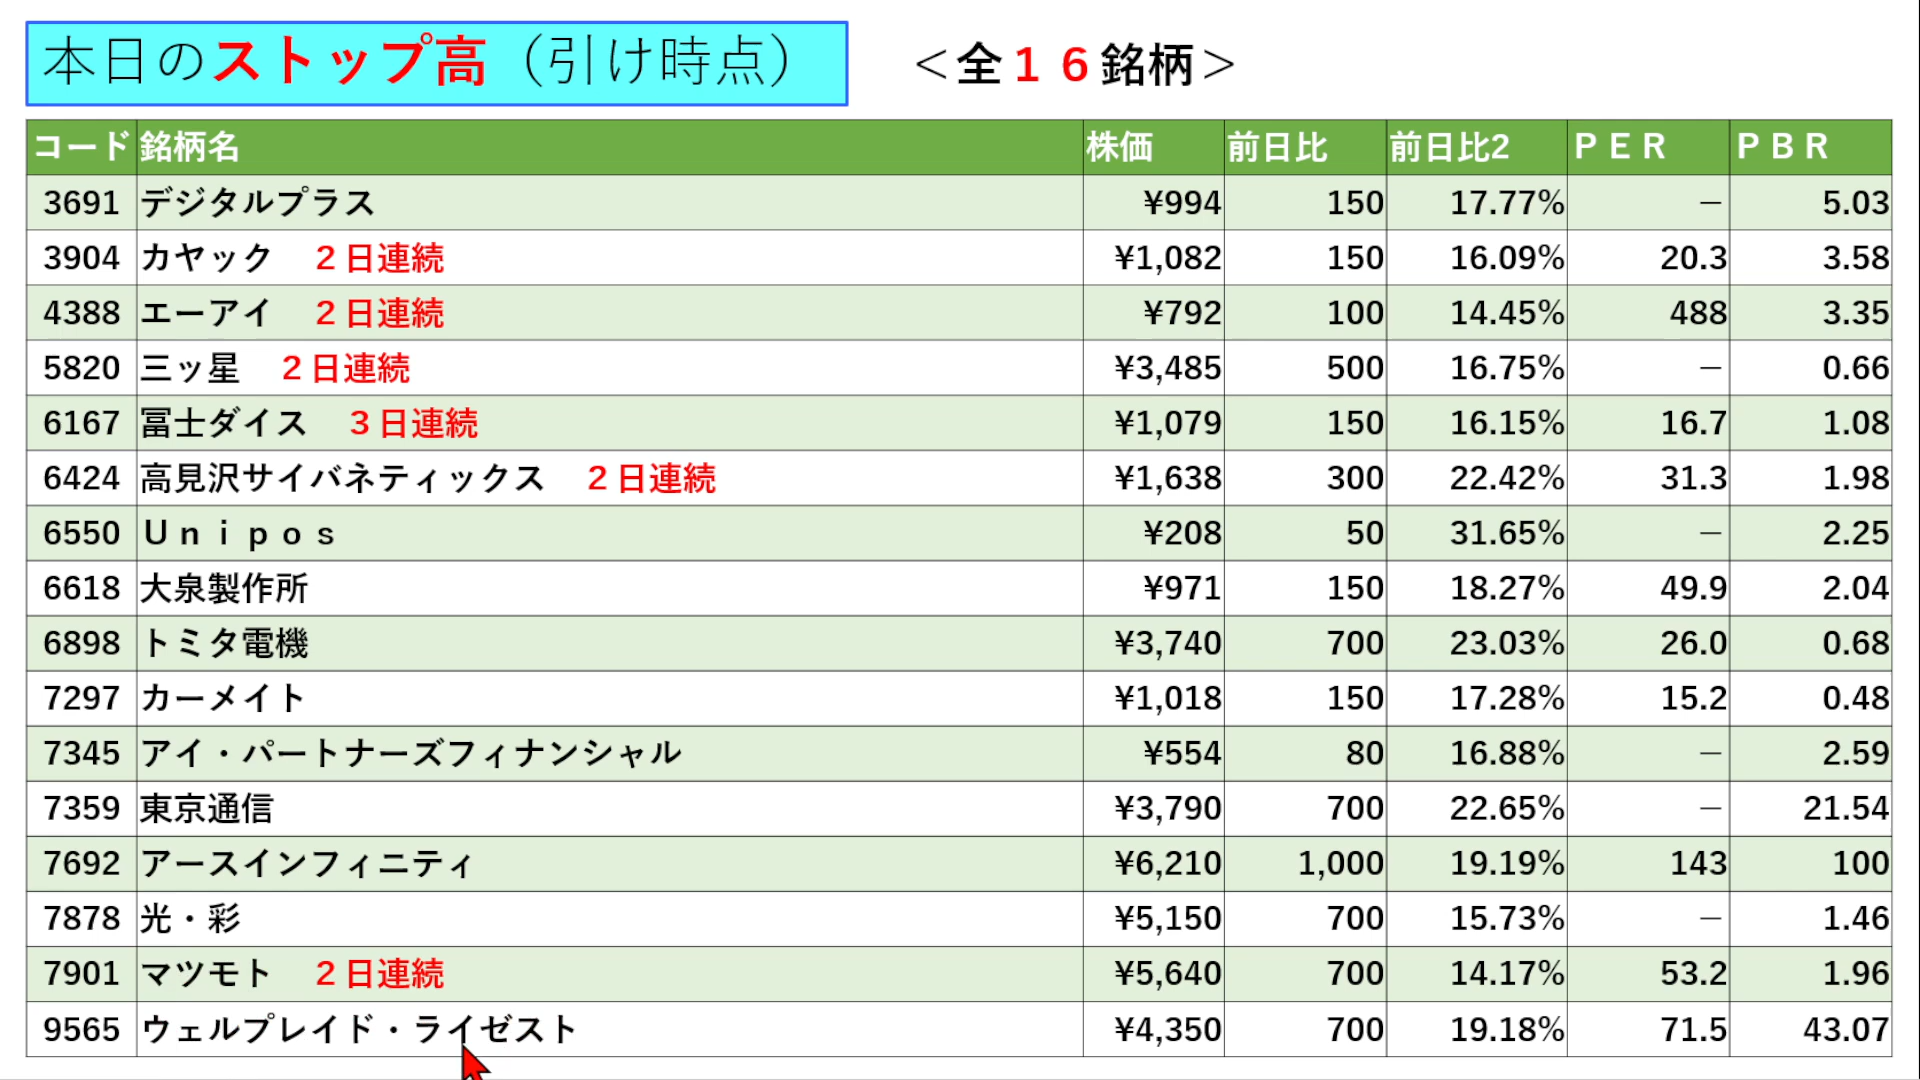 本日のストップ高（引け時点） ＜全１６銘柄＞
コード 銘柄名 株価 前日比 前日比2 ＰＥＲ ＰＢＲ
3691 デジタルプラス ¥994 150 17.77% － 5.03
3904 カヤック ２日連続 ¥1,082 150 16.09% 20.3 3.58
4388 エーアイ ２日連続 ¥792 100 14.45% 488 3.35
5820 三ッ星 ２日連続 ¥3,485 500 16.75% － 0.66
6167 冨士ダイス ３日連続 ¥1,079 150 16.15% 16.7 1.08
6424 高見沢サイバネティックス ２日連続 ¥1,638 300 22.42% 31.3 1.98
6550 Ｕｎｉｐｏｓ ¥208 50 31.65% － 2.25
6618 大泉製作所 ¥971 150 18.27% 49.9 2.04
6898 トミタ電機 ¥3,740 700 23.03% 26.0 0.68
7297 カーメイト ¥1,018 150 17.28% 15.2 0.48
7345 アイ・パートナーズフィナンシャル ¥554 80 16.88% － 2.59
7359 東京通信 ¥3,790 700 22.65% － 21.54
7692 アースインフィニティ ¥6,210 1,000 19.19% 143 100
7878 光・彩 ¥5,150 700 15.73% － 1.46
7901 マツモト ２日連続 ¥5,640 700 14.17% 53.2 1.96
9565 ウェルプレイド・ライゼスト ¥4,350 700 19.18% 71.5 43.07